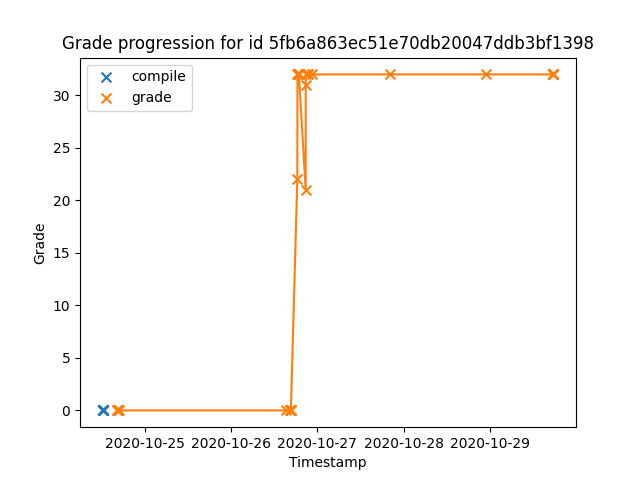 Grade progression for id 5fb6a863ec51e70db20047ddb3bf1398
compile
grade
30
25
20
15
10
5
0
Grade
2020-10-25 2020-10-26 2020-10-27 2020-10-28 2020-10-29
Timestamp